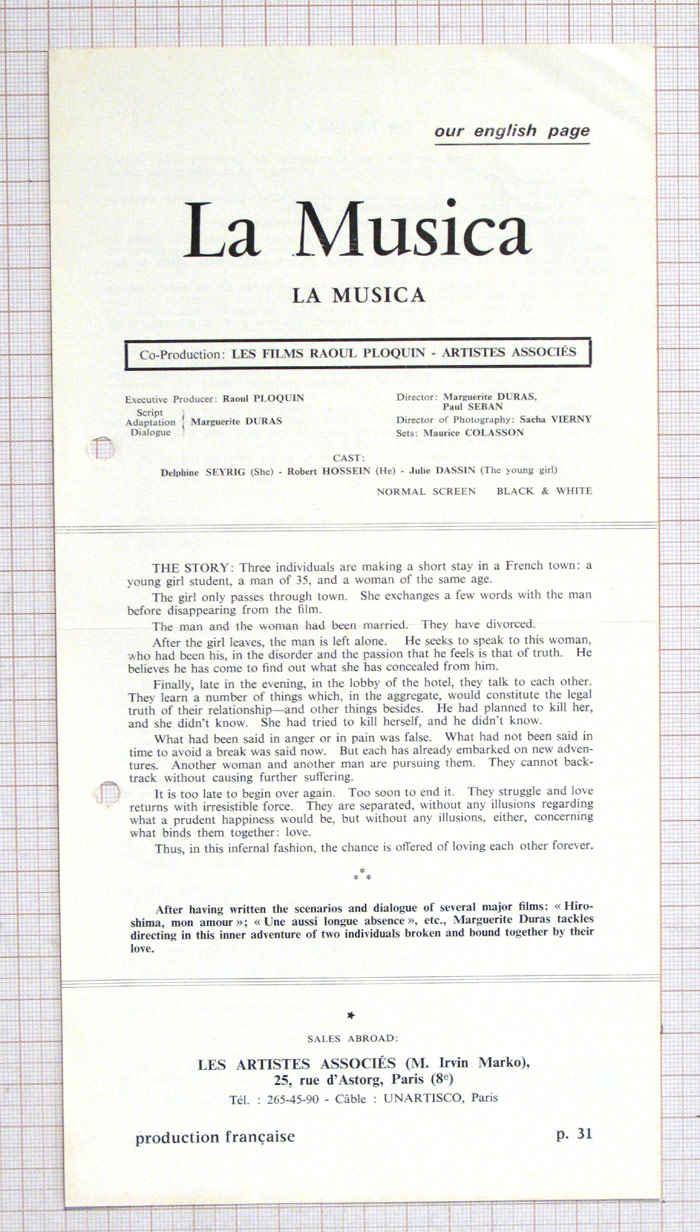 our english page
La Musica
LA MUSICA
Co-Production: LES FILMS RAOUL PLOQUIN - ARTISTES ASSOCIÉS
Executive Producer: Raoul PLOQUIN
Script
Adaptation
Dialogue
Marguerite DURAS
Director: Marguerite DURAS,
Paul SEBAN
Director of Photography: Sacha VIERNY
Sets: Maurice COLASSON
CAST:
Delphine SEYRIG (She) - Robert HOSSEIN (He) - Julie DASSIN (The young girl)
NORMAL SCREEN BLACK & WHITE
THE STORY: Three individuals are making a short stay in a French town: a
young girl student, a man of 35, and a woman of the same age.
The girl only passes through town. She exchanges a few words with the man
before disappearing from the film.
The man and the woman had been married. They have divorced.
After the girl leaves, the man is left alone. He seeks to speak to this woman,
who had been his, in the disorder and the passion that he feels is that of truth. He
believes he has come to find out what she has concealed from him.
Finally, late in the evening, in the lobby of the hotel, they talk to each other.
They learn a number of things which, in the aggregate, would constitute the legal
truth of their relationship—and other things besides. He had planned to kill her,
and she didn't know. She had tried to kill herself, and he didn't know.
What had been said in anger or in pain was false. What had not been said in
time to avoid a break was said now. But each has already embarked on new adven-
tures. Another woman and another man are pursuing them. They cannot back-
track without causing further suffering.
It is too late to begin over again. Too soon to end it. They struggle and love
returns with irresistible force. They are separated, without any illusions regarding
what a prudent happiness would be, but without any illusions, either, concerning
what binds them together: love.
Thus, in this infernal fashion, the chance is offered of loving each other forever.
After having written the scenarios and dialogue of several major films: « Hiro-
shima, mon amour »; « Une aussi longue absence », etc., Marguerite Duras tackles
directing in this inner adventure of two individuals broken and bound together by their
love.
SALES ABROAD:
LES ARTISTES ASSOCIÉS (M. Irvin Marko),
25, rue d'Astorg, Paris (8e)
Tél. : 265-45-90 - Câble : UNARTISCO, Paris
production française
p. 31